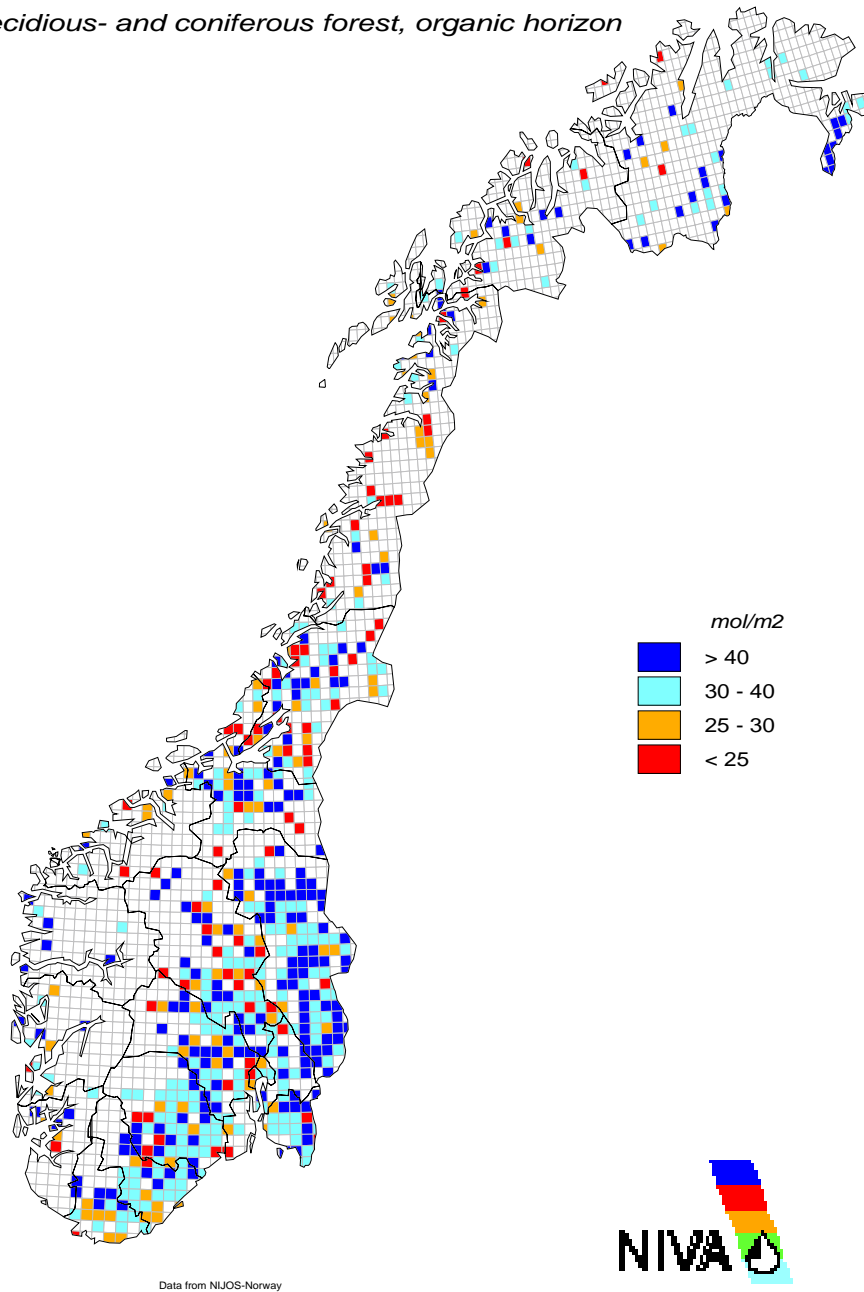 ecidious- and coniferous forest, organic horizon
mol/m2
> 40
30 - 40
25 - 30
< 25
NIVA
Data from NIJOS-Norway